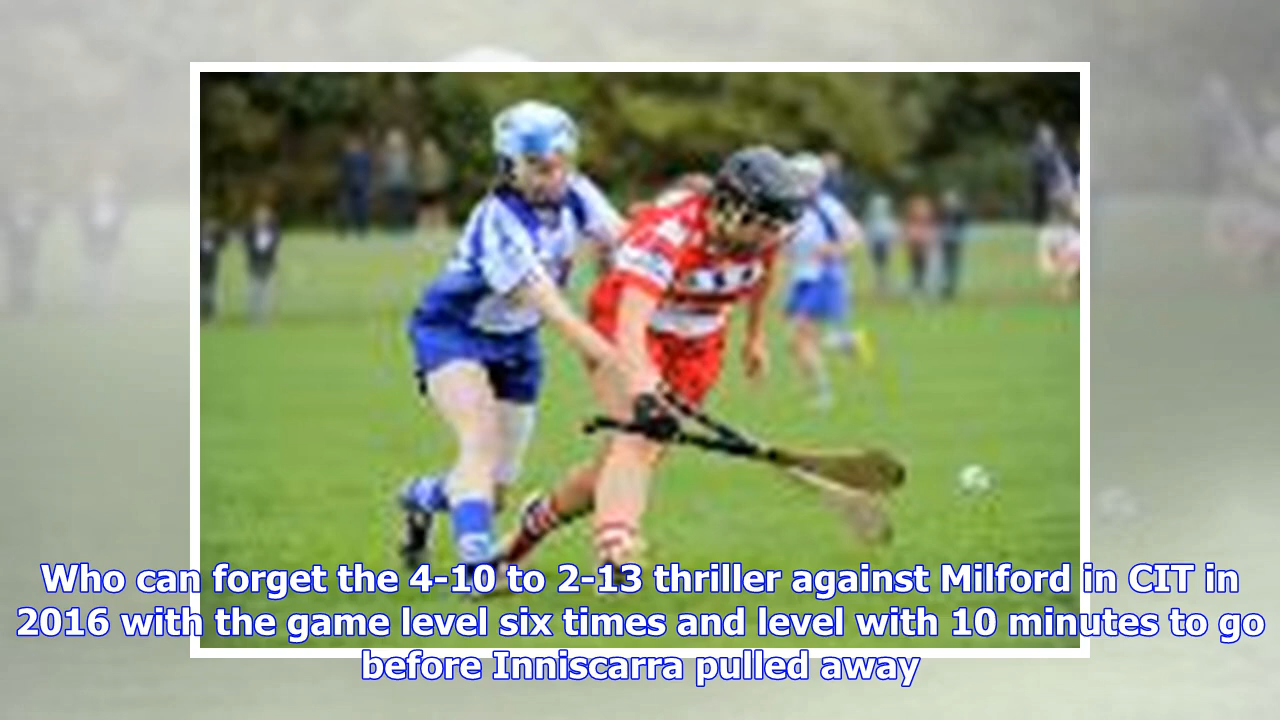 Who can forget the 4-10 to 2-13 thriller against Milford in CIT in
2016 with the game level six times and level with 10 minutes to go
before Inniscarra pulled away